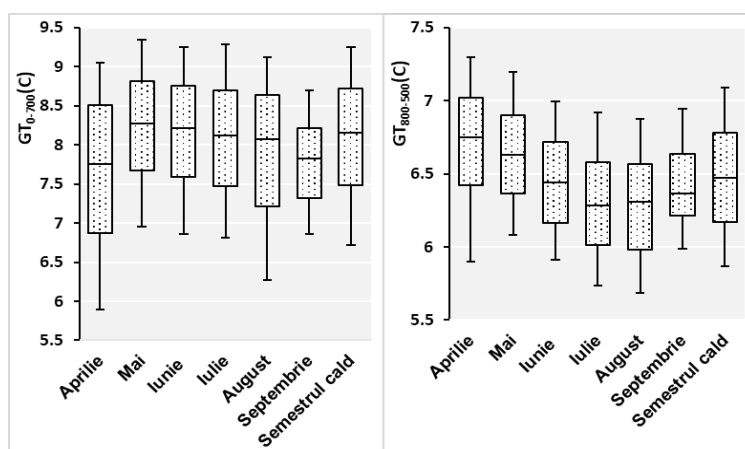 GT0-700(C)
9.5
9
8.5
8
7.5
7
6.5
6
5.5
Aprilie
Mai
Iunie
Iulie
August
Septembrie
Semestrul cald
GT800-500(C)
7.5
7
6.5
6
5.5
Aprilie
Mai
Iunie
Iulie
August
Septembrie
Semestrul cald